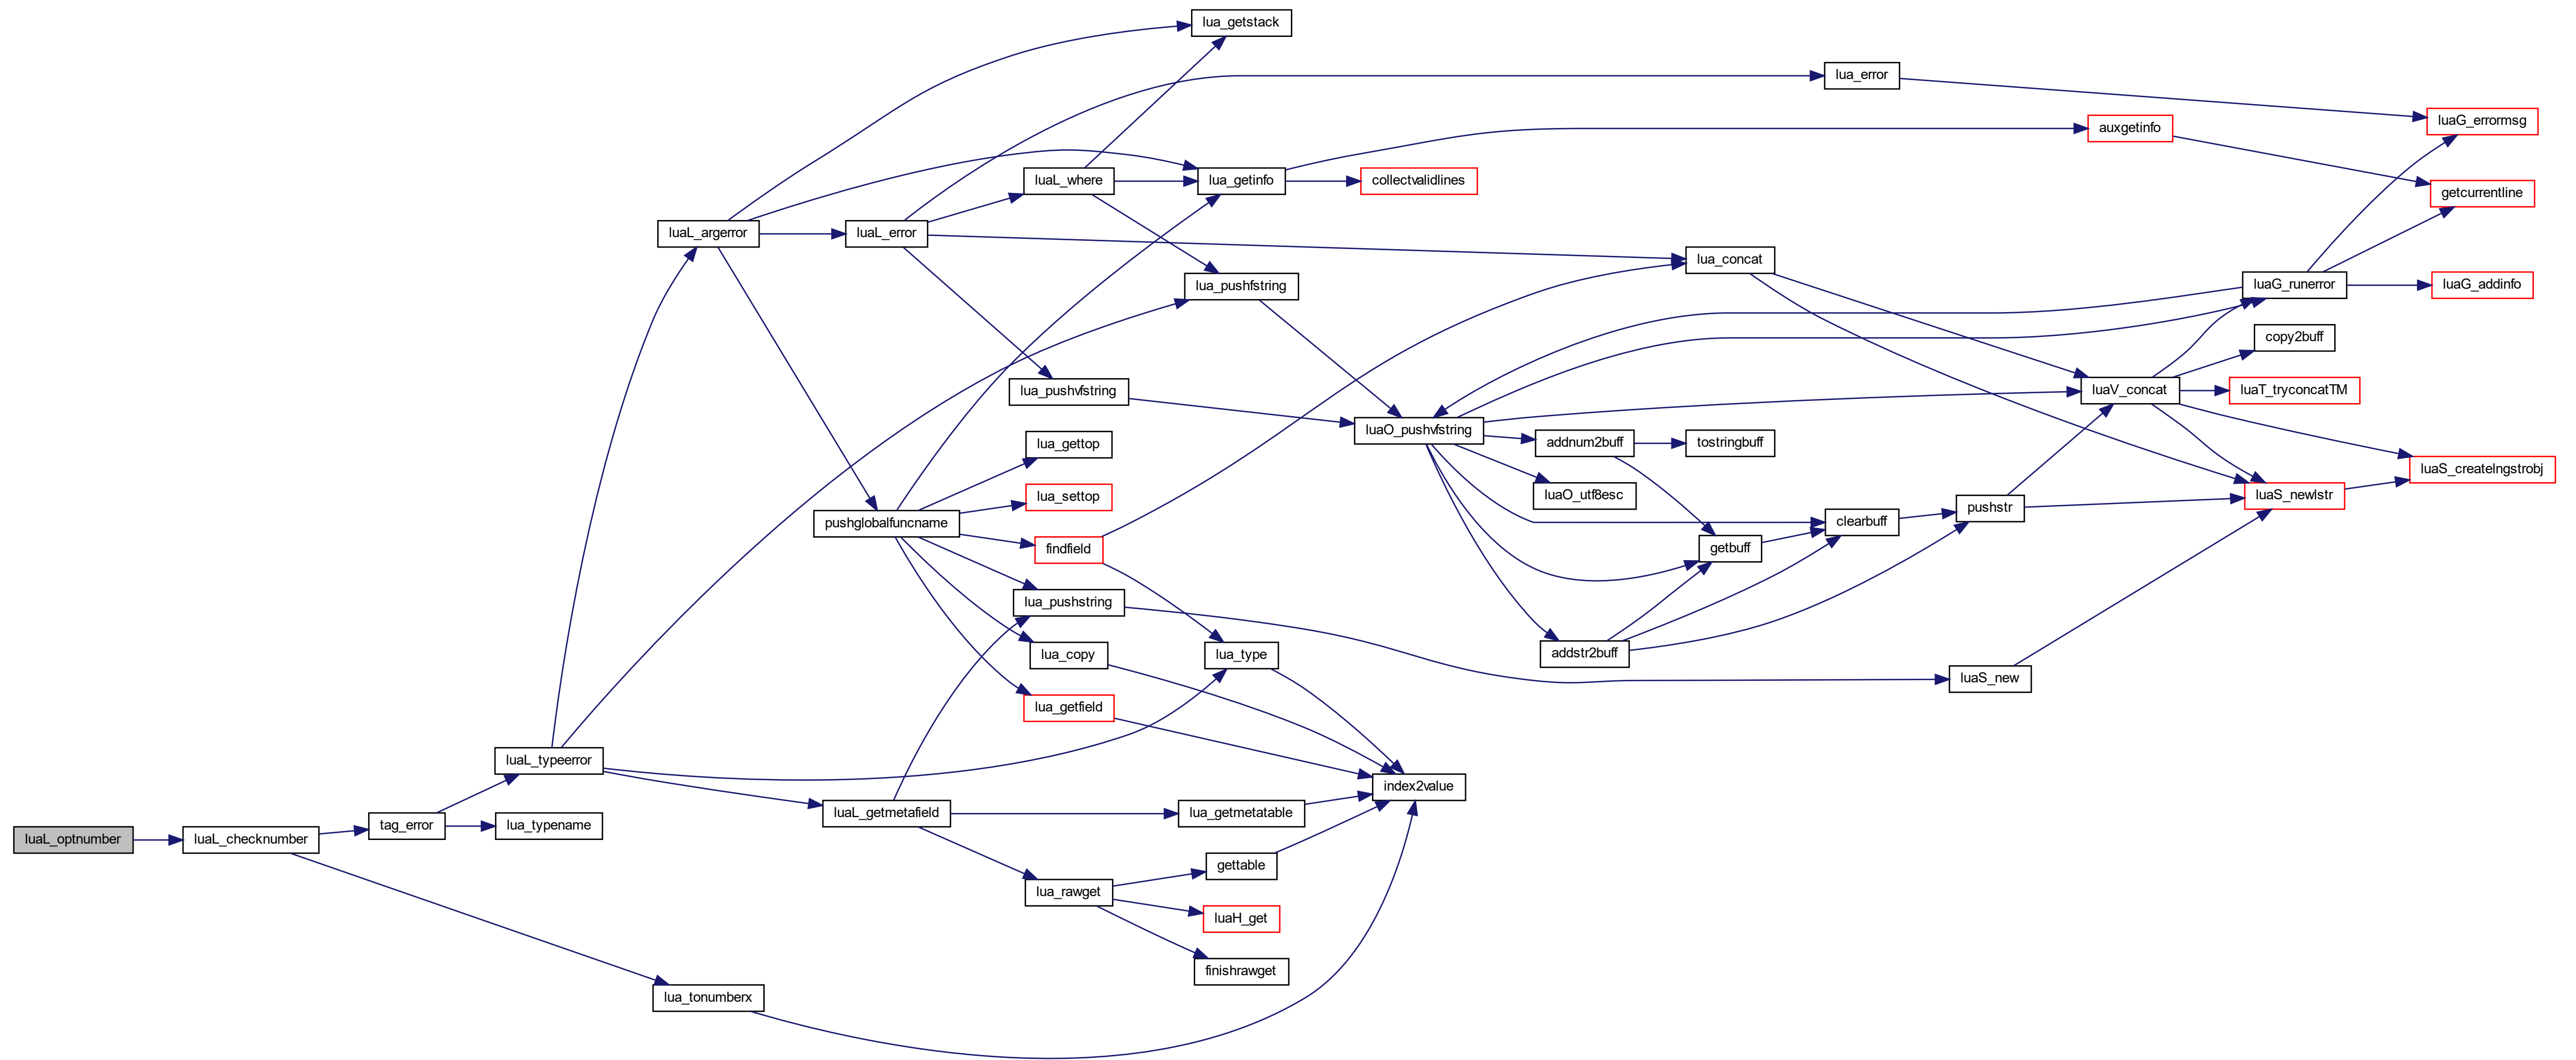 lua_getstack
lua_error
luaG_errormsg
auxgetinfo
luaL_where
lua_getinfo
collectvalidlines
getcurrentline
luaL_argerror
luaL_error
lua_concat
lua_pushfstring
luaG_runerror
luaG_addinfo
copy2buff
lua_pushvfstring
luaV_concat
luaT_tryconcatTM
luaO_pushvfstring
lua_gettop
addnum2buff
tostringbuff
luaS_createlngstrobj
lua_settop
luaO_utf8esc
luaS_newlstr
pushglobalfuncname
pushstr
clearbuff
findfield
getbuff
lua_pushstring
lua_copy
lua_type
addstr2buff
luaS_new
lua_getfield
luaL_typeerror
index2value
luaL_getmetafield
lua_getmetatable
tag_error
lua_typename
luaL_optnumber
luaL_checknumber
gettable
lua_rawget
luaH_get
finishrawget
lua_tonumberx